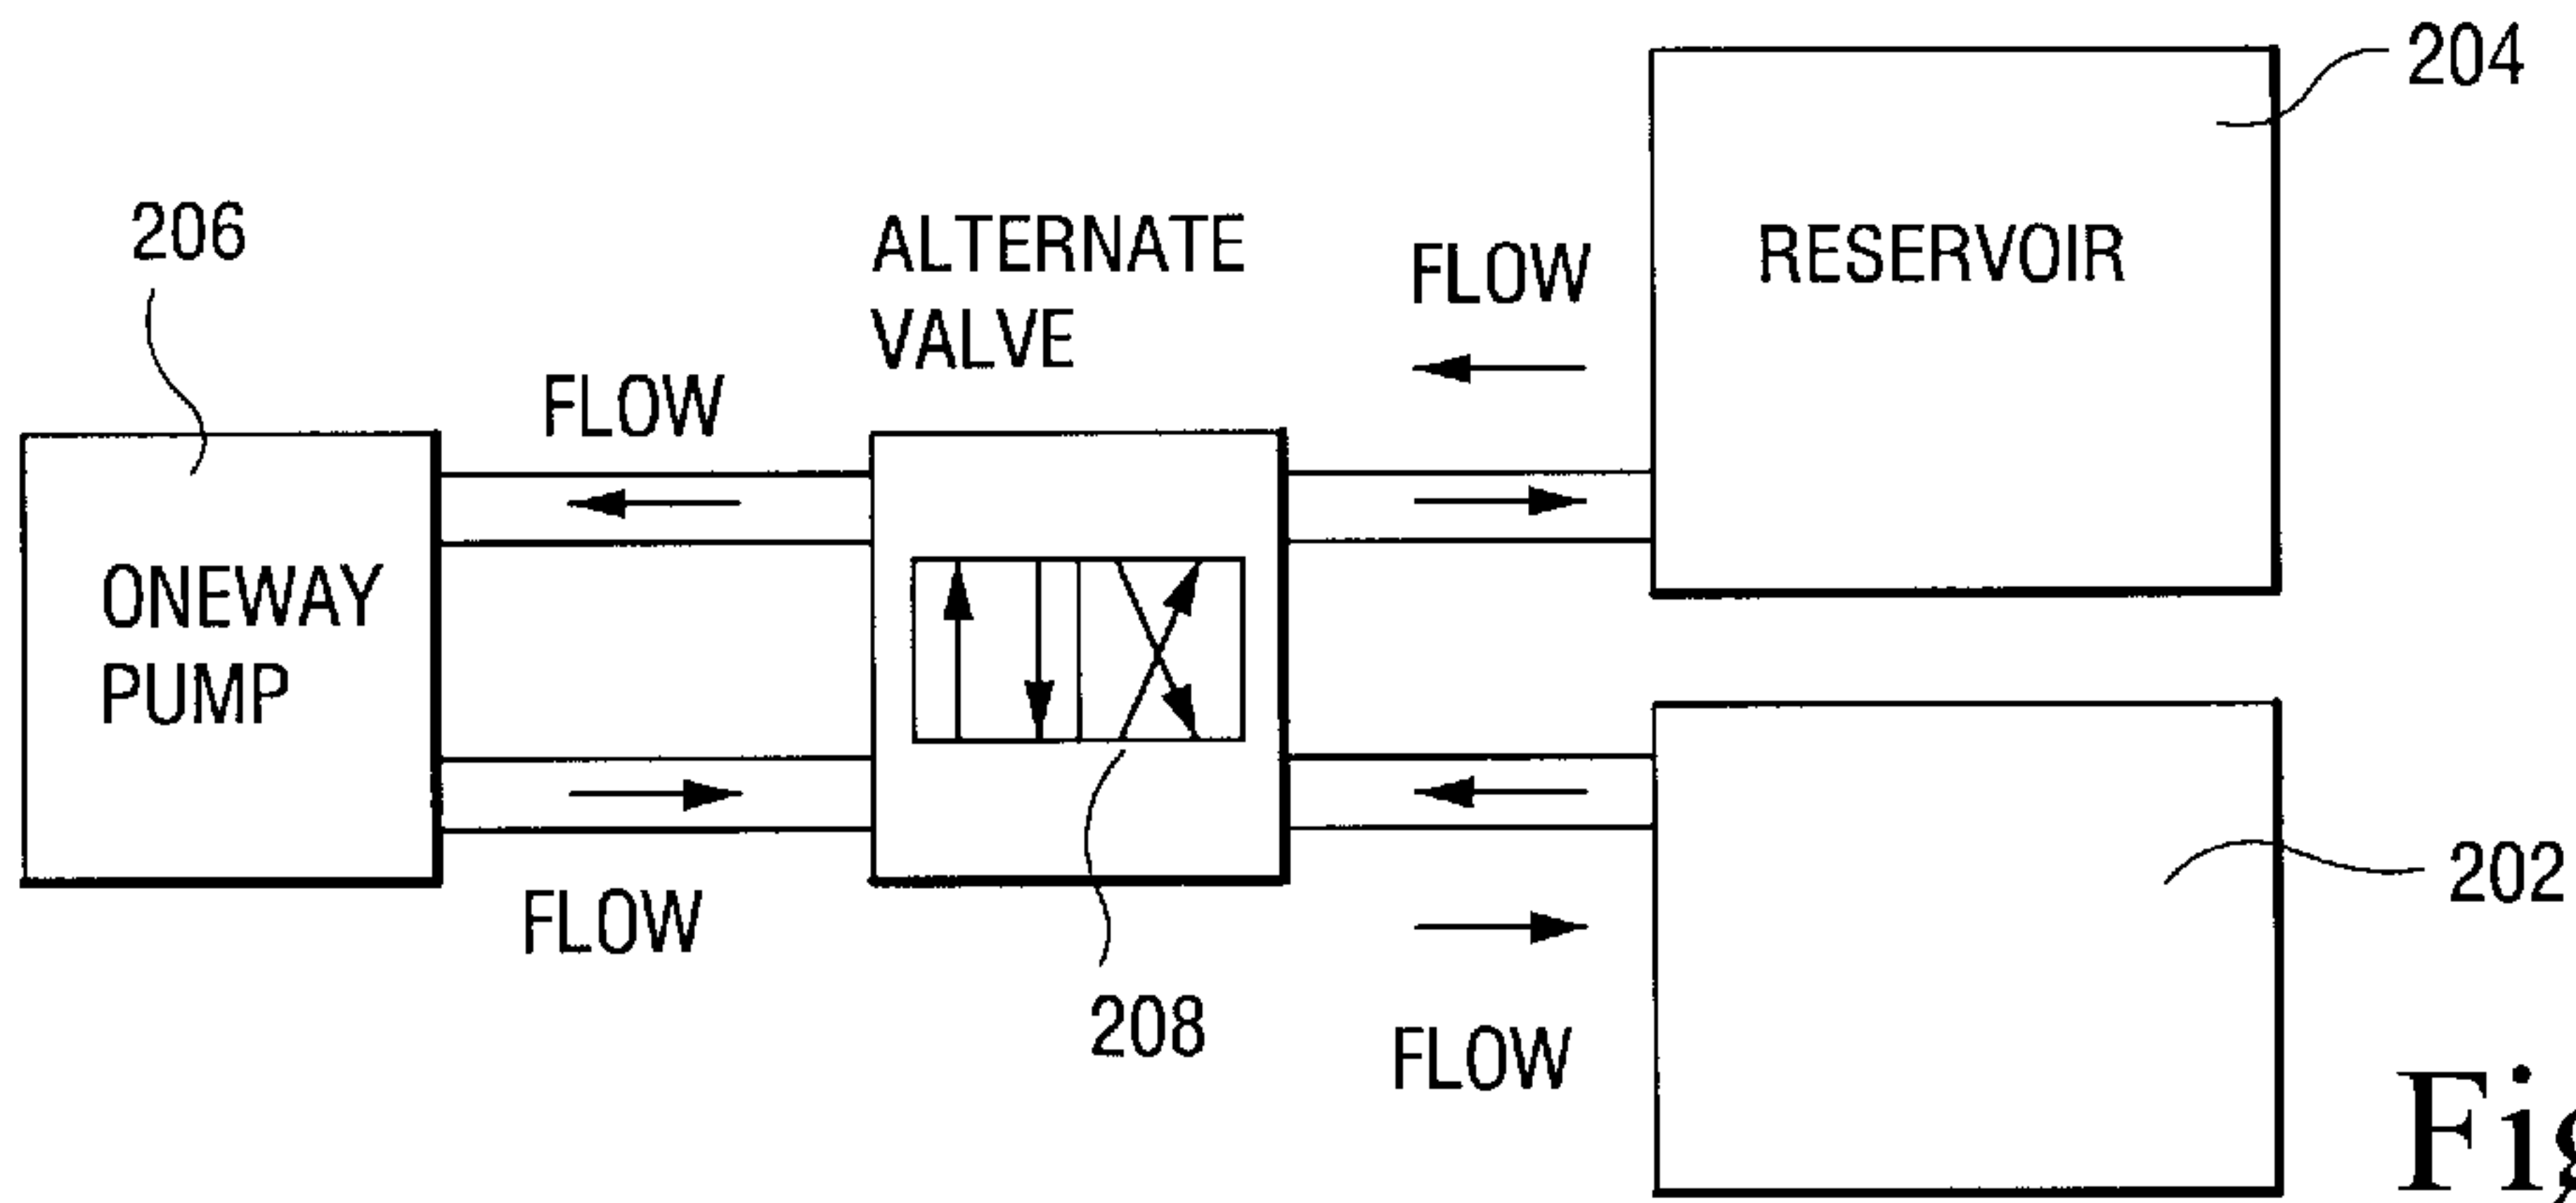 204
206
ALTERNATE
VALVE
FLOW
RESERVOIR
FLOW
ONEWAY
PUMP
202
FLOW
208
FLOW